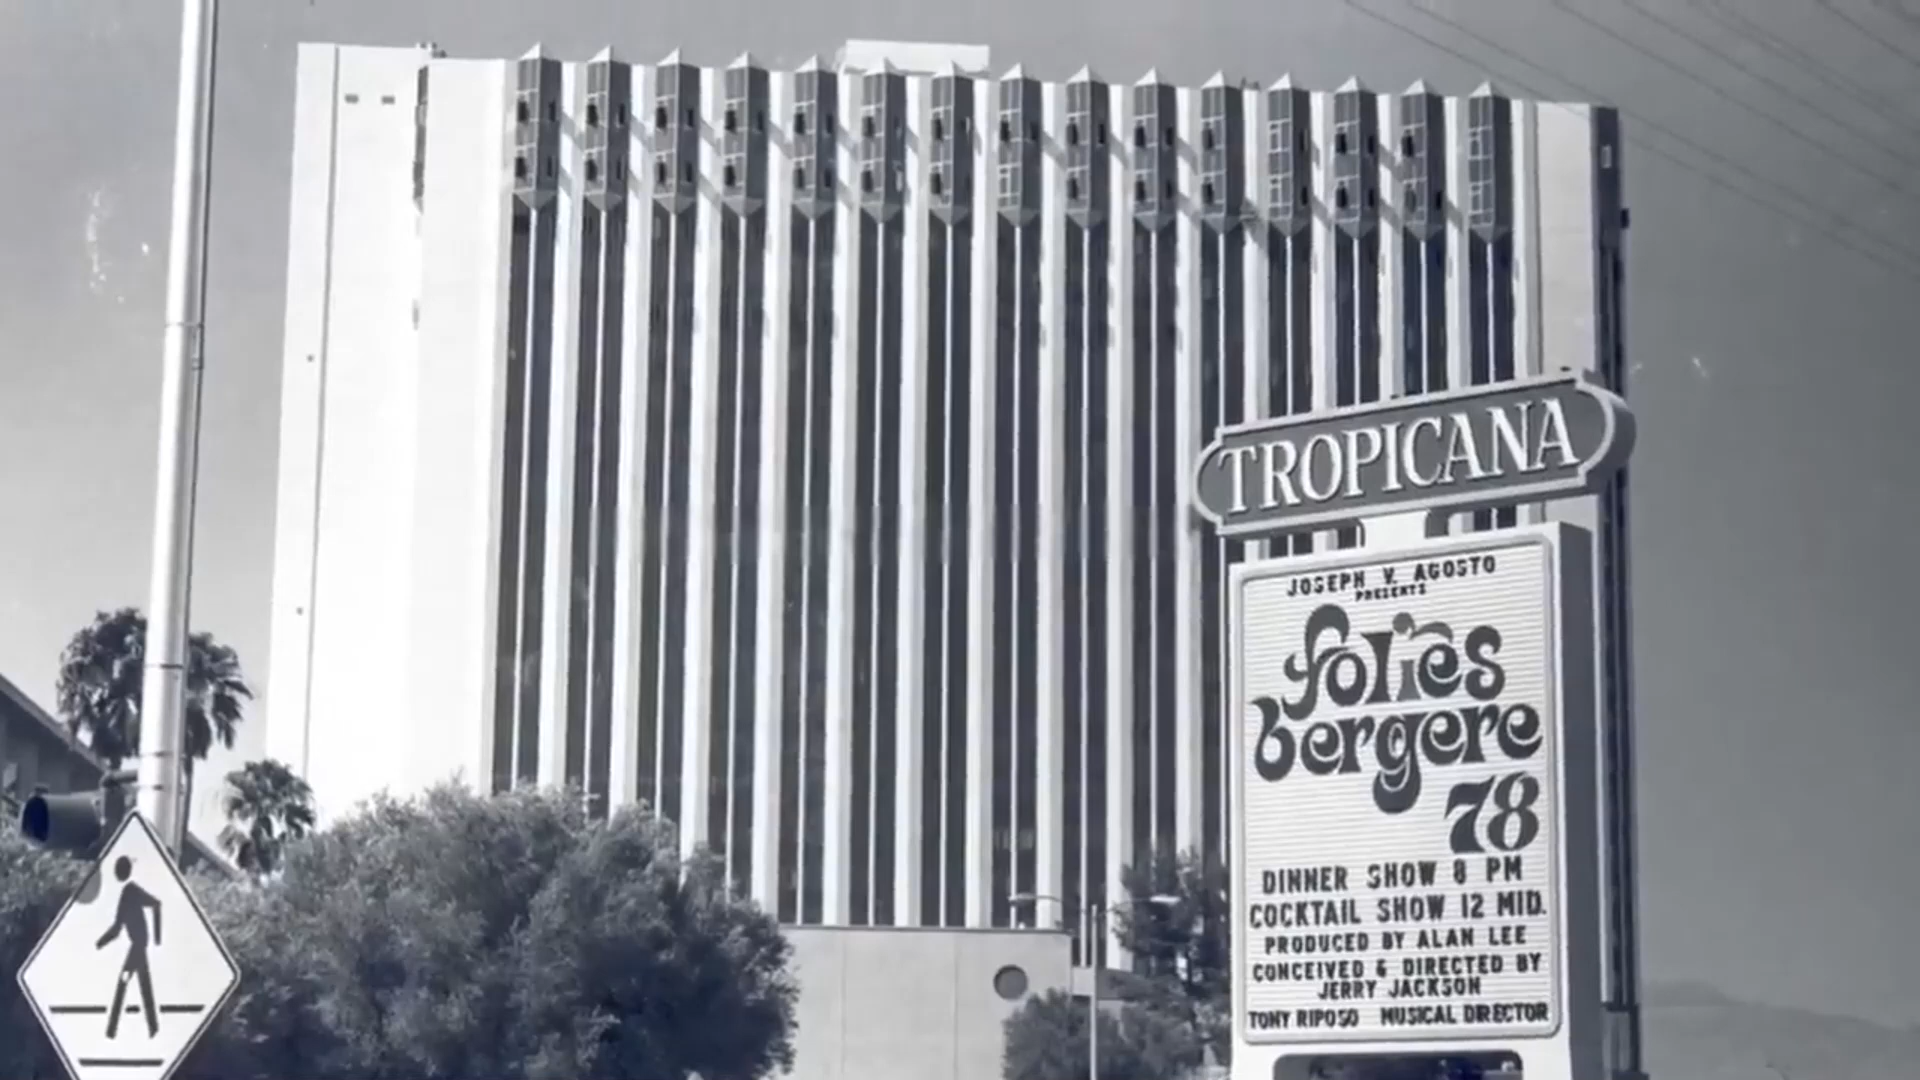 TROPICANA
JOSEPH V. AGOSTO
PRESENTS
folies
bergere
78
DINNER SHOW 8 PM
COCKTAIL SHOW 12 MID.
PRODUCED BY ALAN LEE
CONCEIVED & DIRECTED BY
JERRY JACKSON
TONY RIPOSO MUSICAL DIRECTOR